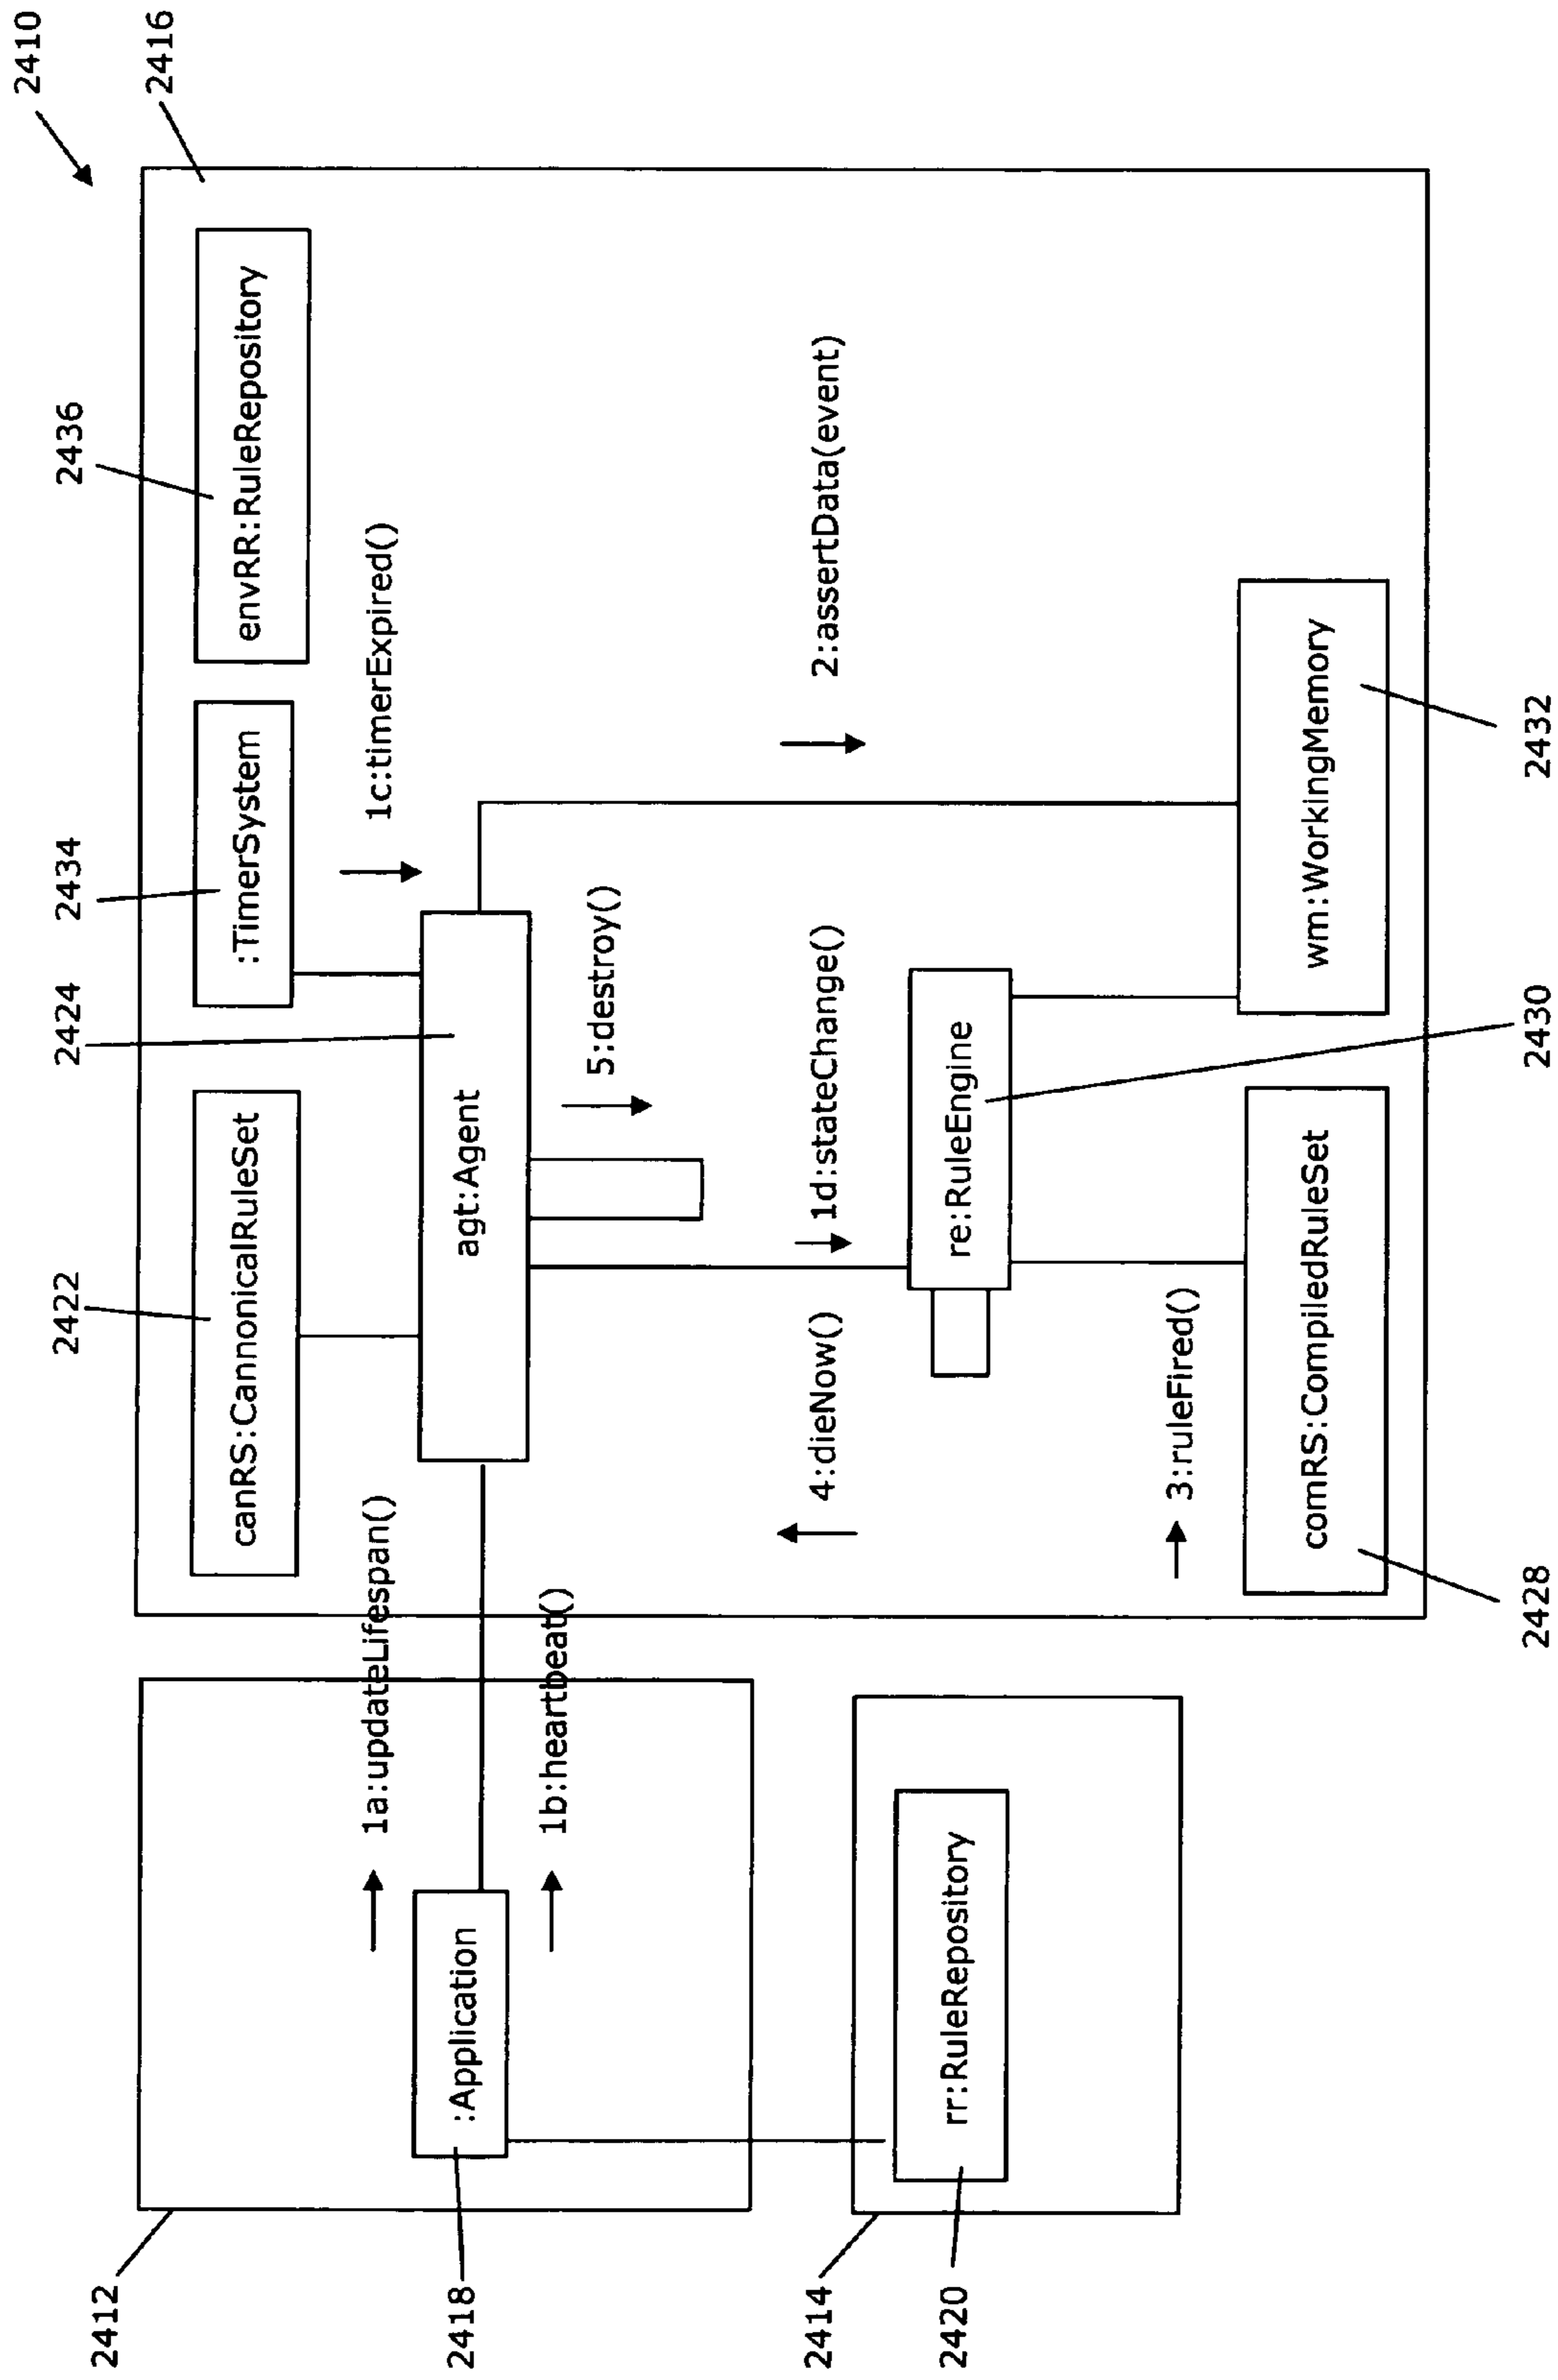 2410
2416
2436
2434
2424
2422
2412
envRR:RuleRepository
:TimerSystem
canRS:CannonicalRuleSet
1c:timerExpired()
1a:updateLifespan()
agt:Agent
:Application
2418
1b:heartbeat()
5:destroy()
2:assertData(event)
1d:stateChange()
4:dieNow()
2414
re:RuleEngine
rr:RuleRepository
2420
3:ruleFired()
wm:WorkingMemory
comRS:CompiledRuleSet
2432
2430
2428